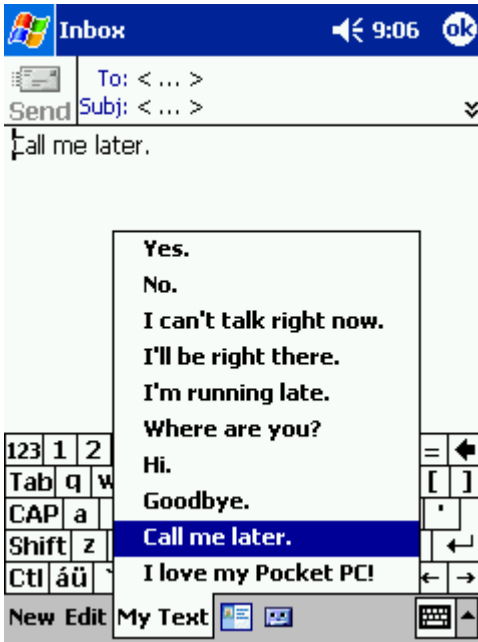 Inbox 9:06 ok
To: < ... >
Send Subj: < ... >
Call me later.
Yes.
No.
I can't talk right now.
I'll be right there.
I'm running late.
Where are you?
Hi.
Goodbye.
Call me later.
I love my Pocket PC!
123 1 2 =
Tab q w [ ]
CAP a '
Shift z
Ctl áü `
New Edit My Text